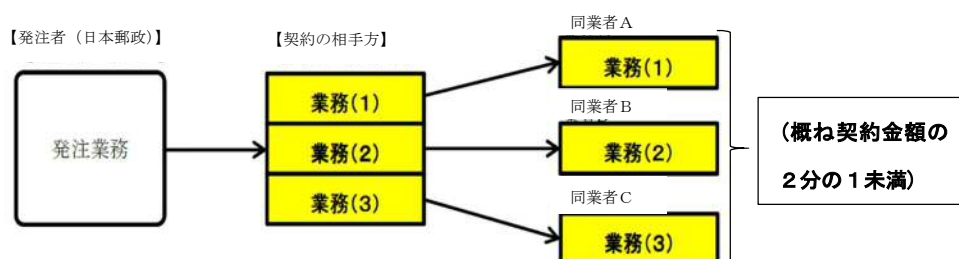 【発注者(日本郵政)】
【契約の相手方】
同業者A
発注業務
業務(1)
業務(2)
業務(3)
業務(1)
同業者B
業務(2)
同業者C
業務(3)
(概ね契約金額の
2分の1未満)